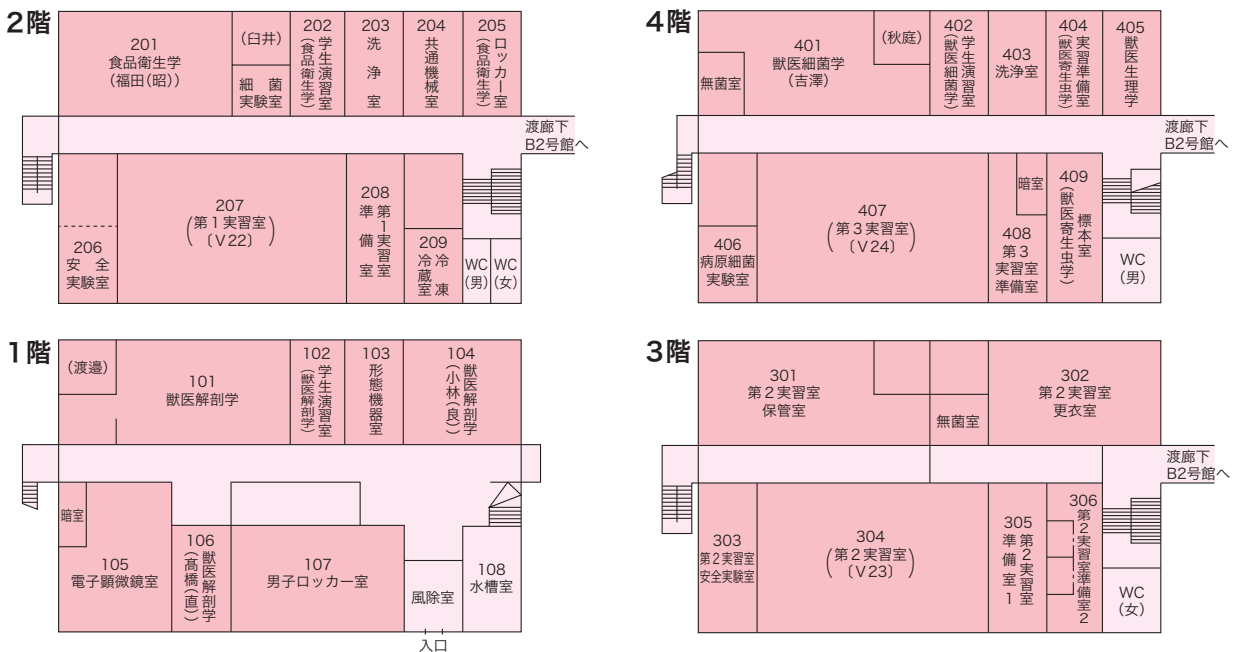 2階
201
食品衛生学
(福田(昭))
(臼井)
細菌
実験室
202
学生演習室
(食品衛生学)
203
洗浄室
204
共通機械室
205
ロッカー室
(食品衛生学)
渡廊下
B2号館へ
206
安全
実験室
207
(第1実習室)
〔V22〕
208
第1実習室
準備室
209
冷凍
冷蔵室
WC
(男)
WC
(女)
4階
401
獣医細菌学
(吉澤)
無菌室
(秋庭)
402
学生演習室
(獣医細菌学)
403
洗浄室
404
実習準備室
(獣医寄生虫学)
405
獣医生理学
渡廊下
B2号館へ
406
病原細菌
実験室
407
(第3実習室)
〔V24〕
暗室
408
第3
実習室
準備室
409
標本室
(獣医寄生虫学)
WC
(男)
1階
(渡邉)
101
獣医解剖学
102
学生演習室
(獣医解剖学)
103
形態機器室
104
獣医解剖学
(小林(良))
暗室
105
電子顕微鏡室
106
獣医解剖学
(髙橋(直))
107
男子ロッカー室
風除室
108
水槽室
入口
3階
301
第2実習室
保管室
無菌室
302
第2実習室
更衣室
渡廊下
B2号館へ
303
第2実習室
安全実験室
304
(第2実習室)
〔V23〕
305
第2実習室
準備室1
306
第2実習室準備室2
WC
(女)